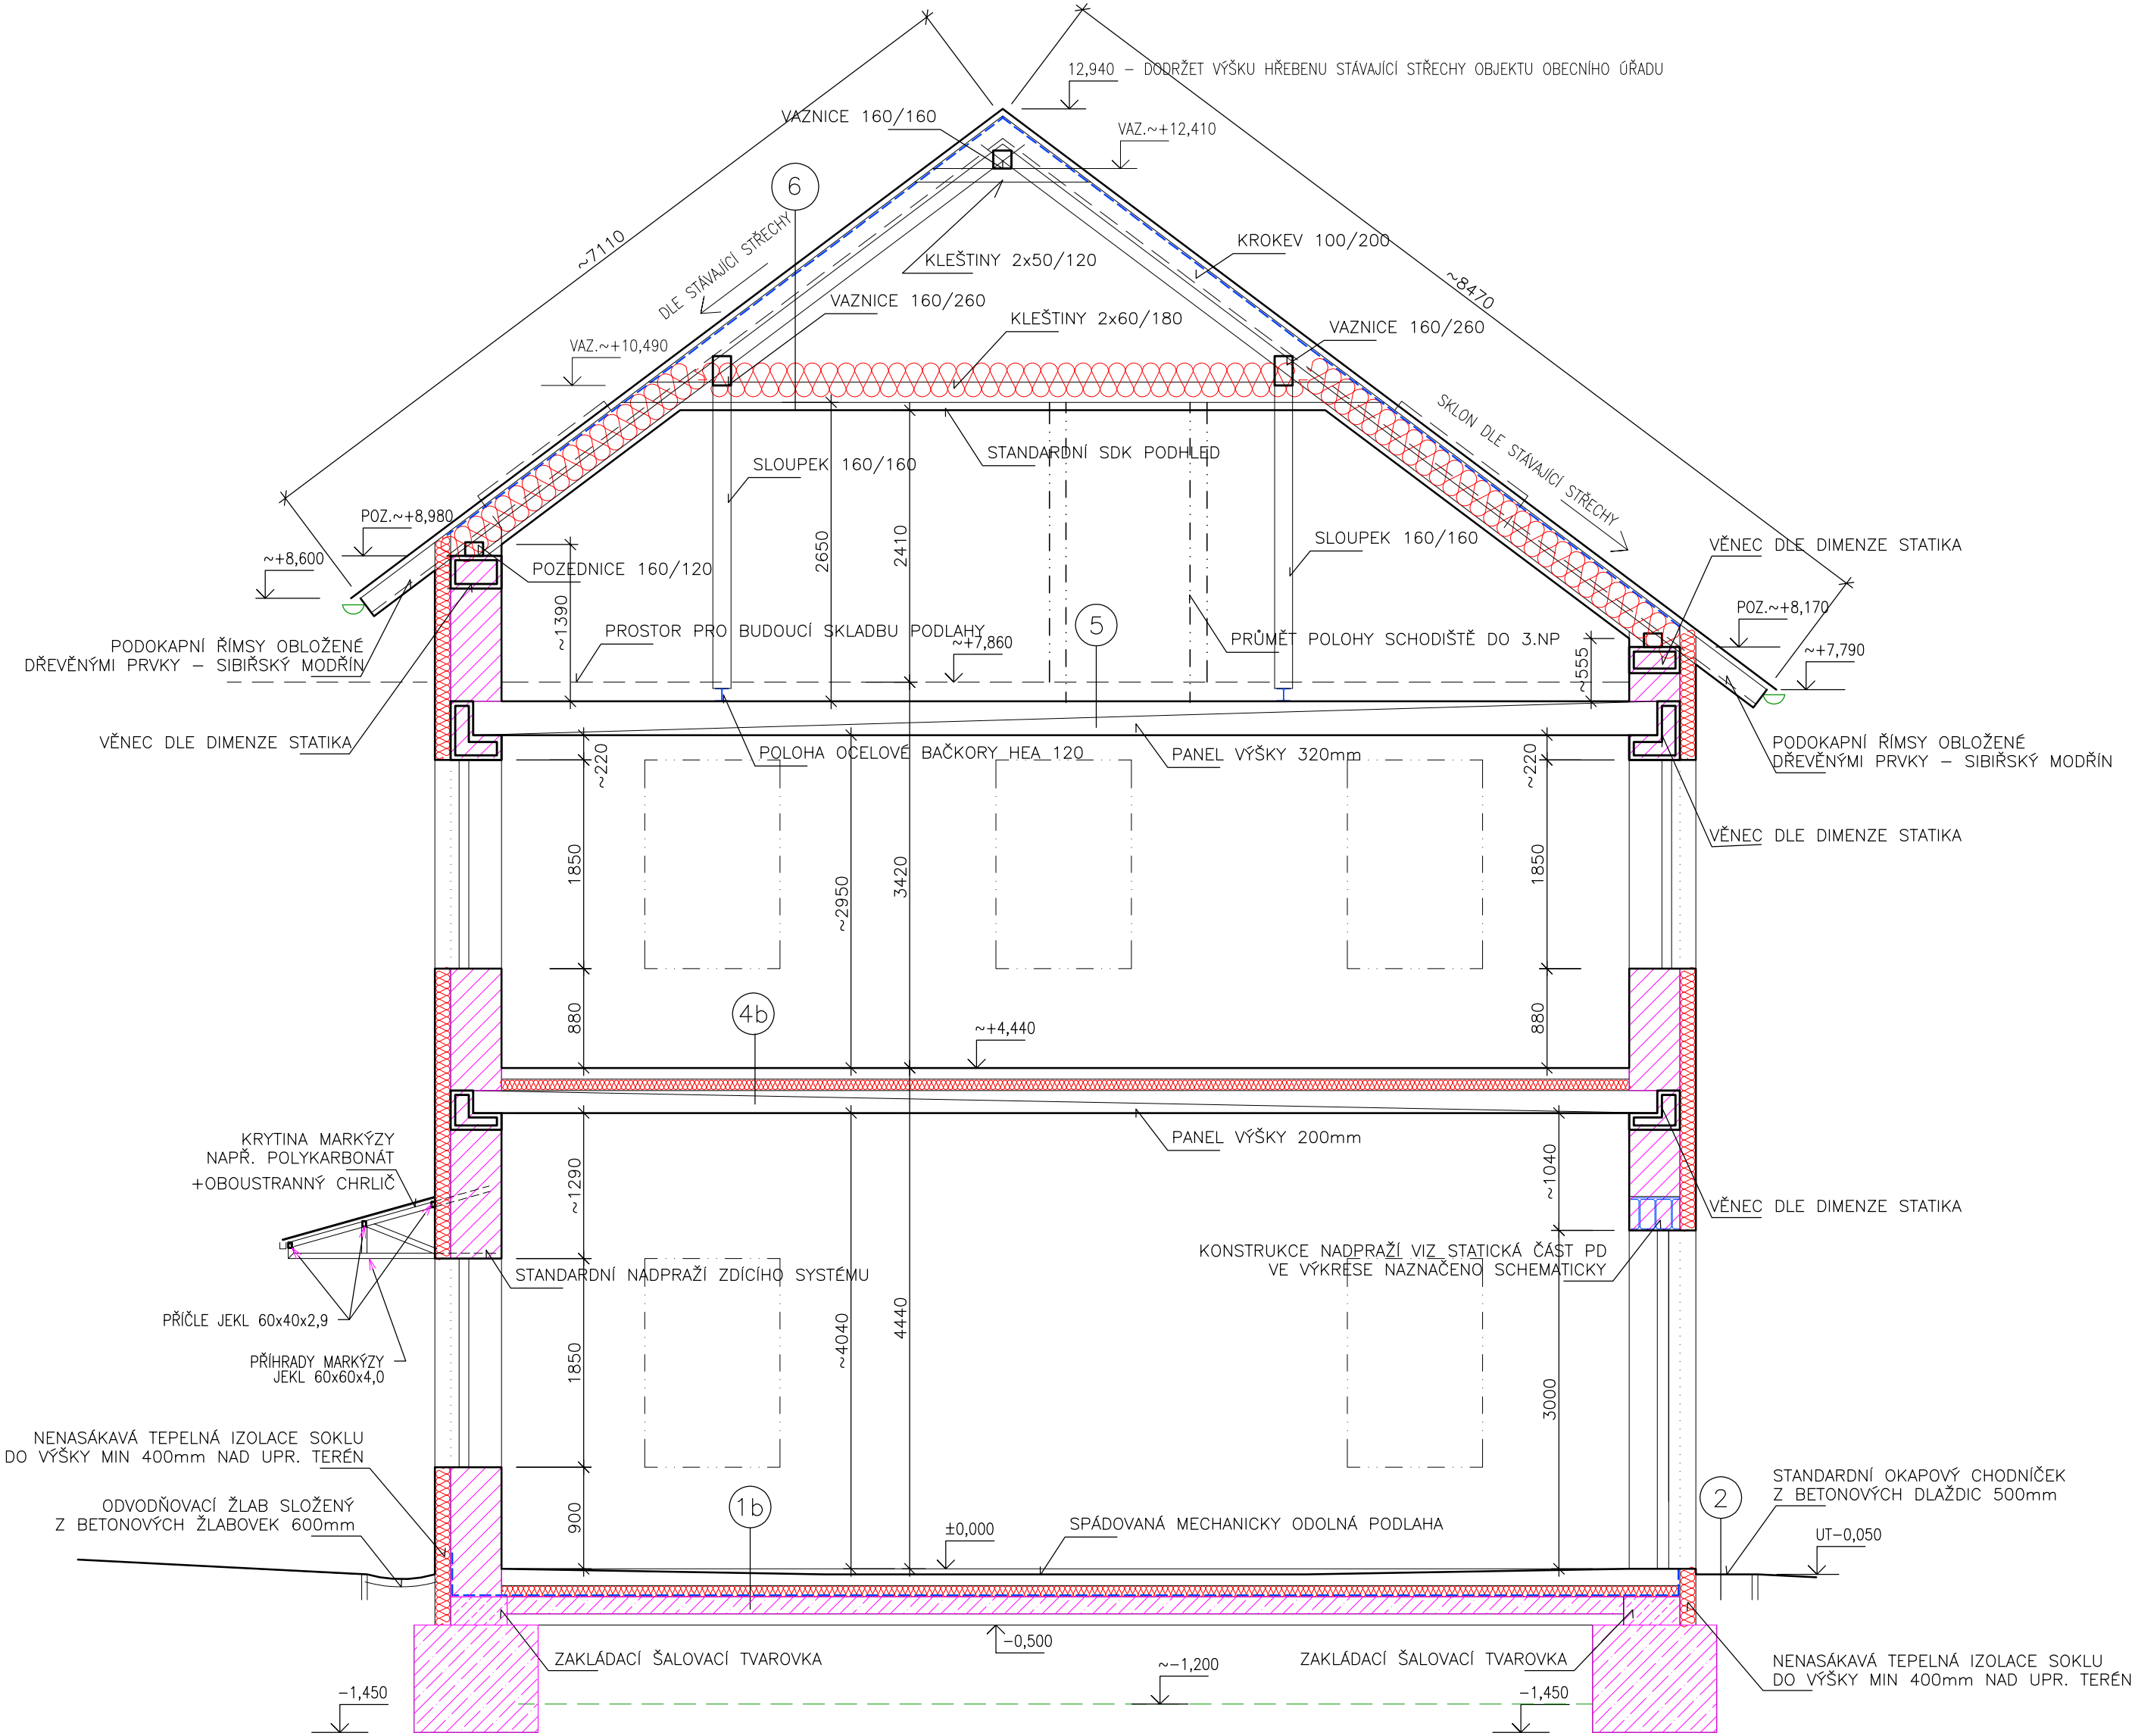 12,940 – DODRŽET VÝŠKU HŘEBENU STÁVAJÍCÍ STŘECHY OBJEKTU OBECNÍHO ÚŘADU
VAZNICE 160/160
VAZ.~+12,410
6
~7110
DLE STÁVAJÍCÍ STŘECHY
KROKEV 100/200
KLEŠTINY 2x50/120
~8470
VAZNICE 160/260
KLEŠTINY 2x60/180
VAZNICE 160/260
VAZ.~+10,490
SKLON DLE STÁVAJÍCÍ STŘECHY
STANDARDNÍ SDK PODHLED
SLOUPEK 160/160
POZ.~+8,980
2650
2410
SLOUPEK 160/160
VĚNEC DLE DIMENZE STATIKA
~+8,600
POZEDNICE 160/120
~1390
POZ.~+8,170
5
PROSTOR PRO BUDOUCÍ SKLADBU PODLAHY
~+7,860
PRŮMĚT POLOHY SCHODIŠTĚ DO 3.NP
~555
~+7,790
PODOKAPNÍ ŘÍMSY OBLOŽENÉ
DŘEVĚNÝMI PRVKY – SIBIŘSKÝ MODŘÍN
VĚNEC DLE DIMENZE STATIKA
~220
POLOHA OCELOVÉ BAČKORY HEA 120
PANEL VÝŠKY 320mm
~220
PODOKAPNÍ ŘÍMSY OBLOŽENÉ
DŘEVĚNÝMI PRVKY – SIBIŘSKÝ MODŘÍN
VĚNEC DLE DIMENZE STATIKA
1850
~2950
3420
1850
880
4b
~+4,440
880
PANEL VÝŠKY 200mm
KRYTINA MARKÝZY
NAPŘ. POLYKARBONÁT
+OBOUSTRANNÝ CHRLIČ
~1290
~1040
VĚNEC DLE DIMENZE STATIKA
KONSTRUKCE NADPRAŽÍ VIZ STATICKÁ ČÁST PD
VE VÝKRESE NAZNAČENO SCHEMATICKY
STANDARDNÍ NADPRAŽÍ ZDÍCÍHO SYSTÉMU
PŘÍČLE JEKL 60x40x2,9
PŘÍHRADY MARKÝZY
JEKL 60x60x4,0
1850
~4040
4440
3000
NENASÁKAVÁ TEPELNÁ IZOLACE SOKLU
DO VÝŠKY MIN 400mm NAD UPR. TERÉN
ODVODŇOVACÍ ŽLAB SLOŽENÝ
Z BETONOVÝCH ŽLABOVEK 600mm
900
1b
±0,000
SPÁDOVANÁ MECHANICKY ODOLNÁ PODLAHA
2
STANDARDNÍ OKAPOVÝ CHODNÍČEK
Z BETONOVÝCH DLAŽDIC 500mm
UT–0,050
–0,500
ZAKLÁDACÍ ŠALOVACÍ TVAROVKA
~–1,200
ZAKLÁDACÍ ŠALOVACÍ TVAROVKA
NENASÁKAVÁ TEPELNÁ IZOLACE SOKLU
DO VÝŠKY MIN 400mm NAD UPR. TERÉN
–1,450
–1,450